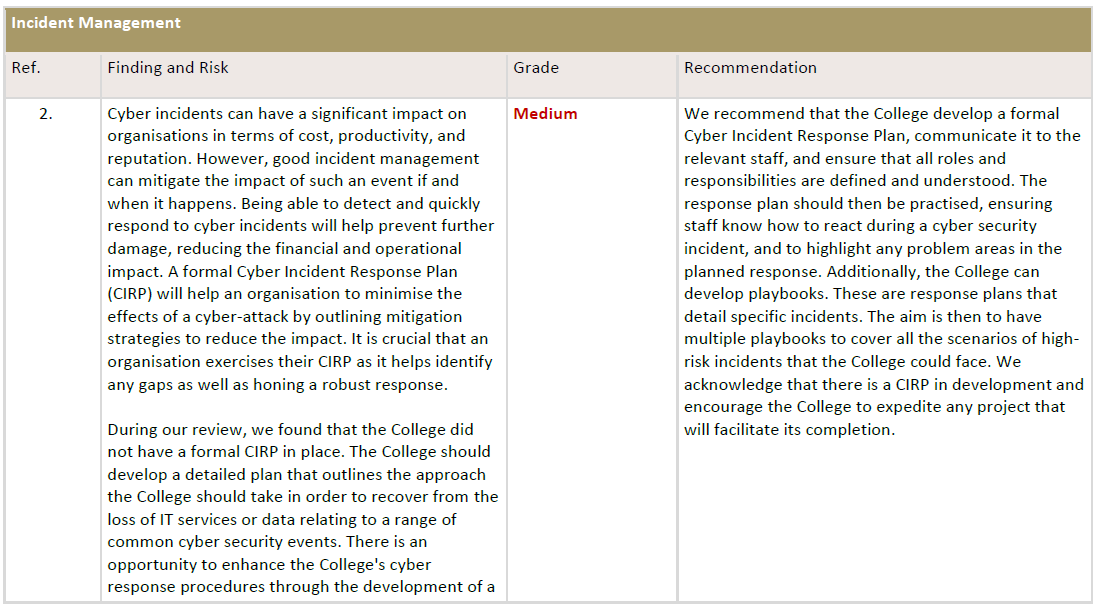 Incident Management
Ref.
Finding and Risk
Grade
Recommendation
2.
Cyber incidents can have a significant impact on
organisations in terms of cost, productivity, and
reputation. However, good incident management
can mitigate the impact of such an event if and
when it happens. Being able to detect and quickly
respond to cyber incidents will help prevent further
damage, reducing the financial and operational
impact. A formal Cyber Incident Response Plan
(CIRP) will help an organisation to minimise the
effects of a cyber-attack by outlining mitigation
strategies to reduce the impact. It is crucial that an
organisation exercises their CIRP as it helps identify
any gaps as well as honing a robust response.
During our review, we found that the College did
not have a formal CIRP in place. The College should
develop a detailed plan that outlines the approach
the College should take in order to recover from the
loss of IT services or data relating to a range of
common cyber security events. There is an
opportunity to enhance the College's cyber
response procedures through the development of a
Medium
We recommend that the College develop a formal
Cyber Incident Response Plan, communicate it to the
relevant staff, and ensure that all roles and
responsibilities are defined and understood. The
response plan should then be practised, ensuring
staff know how to react during a cyber security
incident, and to highlight any problem areas in the
planned response. Additionally, the College can
develop playbooks. These are response plans that
detail specific incidents. The aim is then to have
multiple playbooks to cover all the scenarios of high-
risk incidents that the College could face. We
acknowledge that there is a CIRP in development and
encourage the College to expedite any project that
will facilitate its completion.